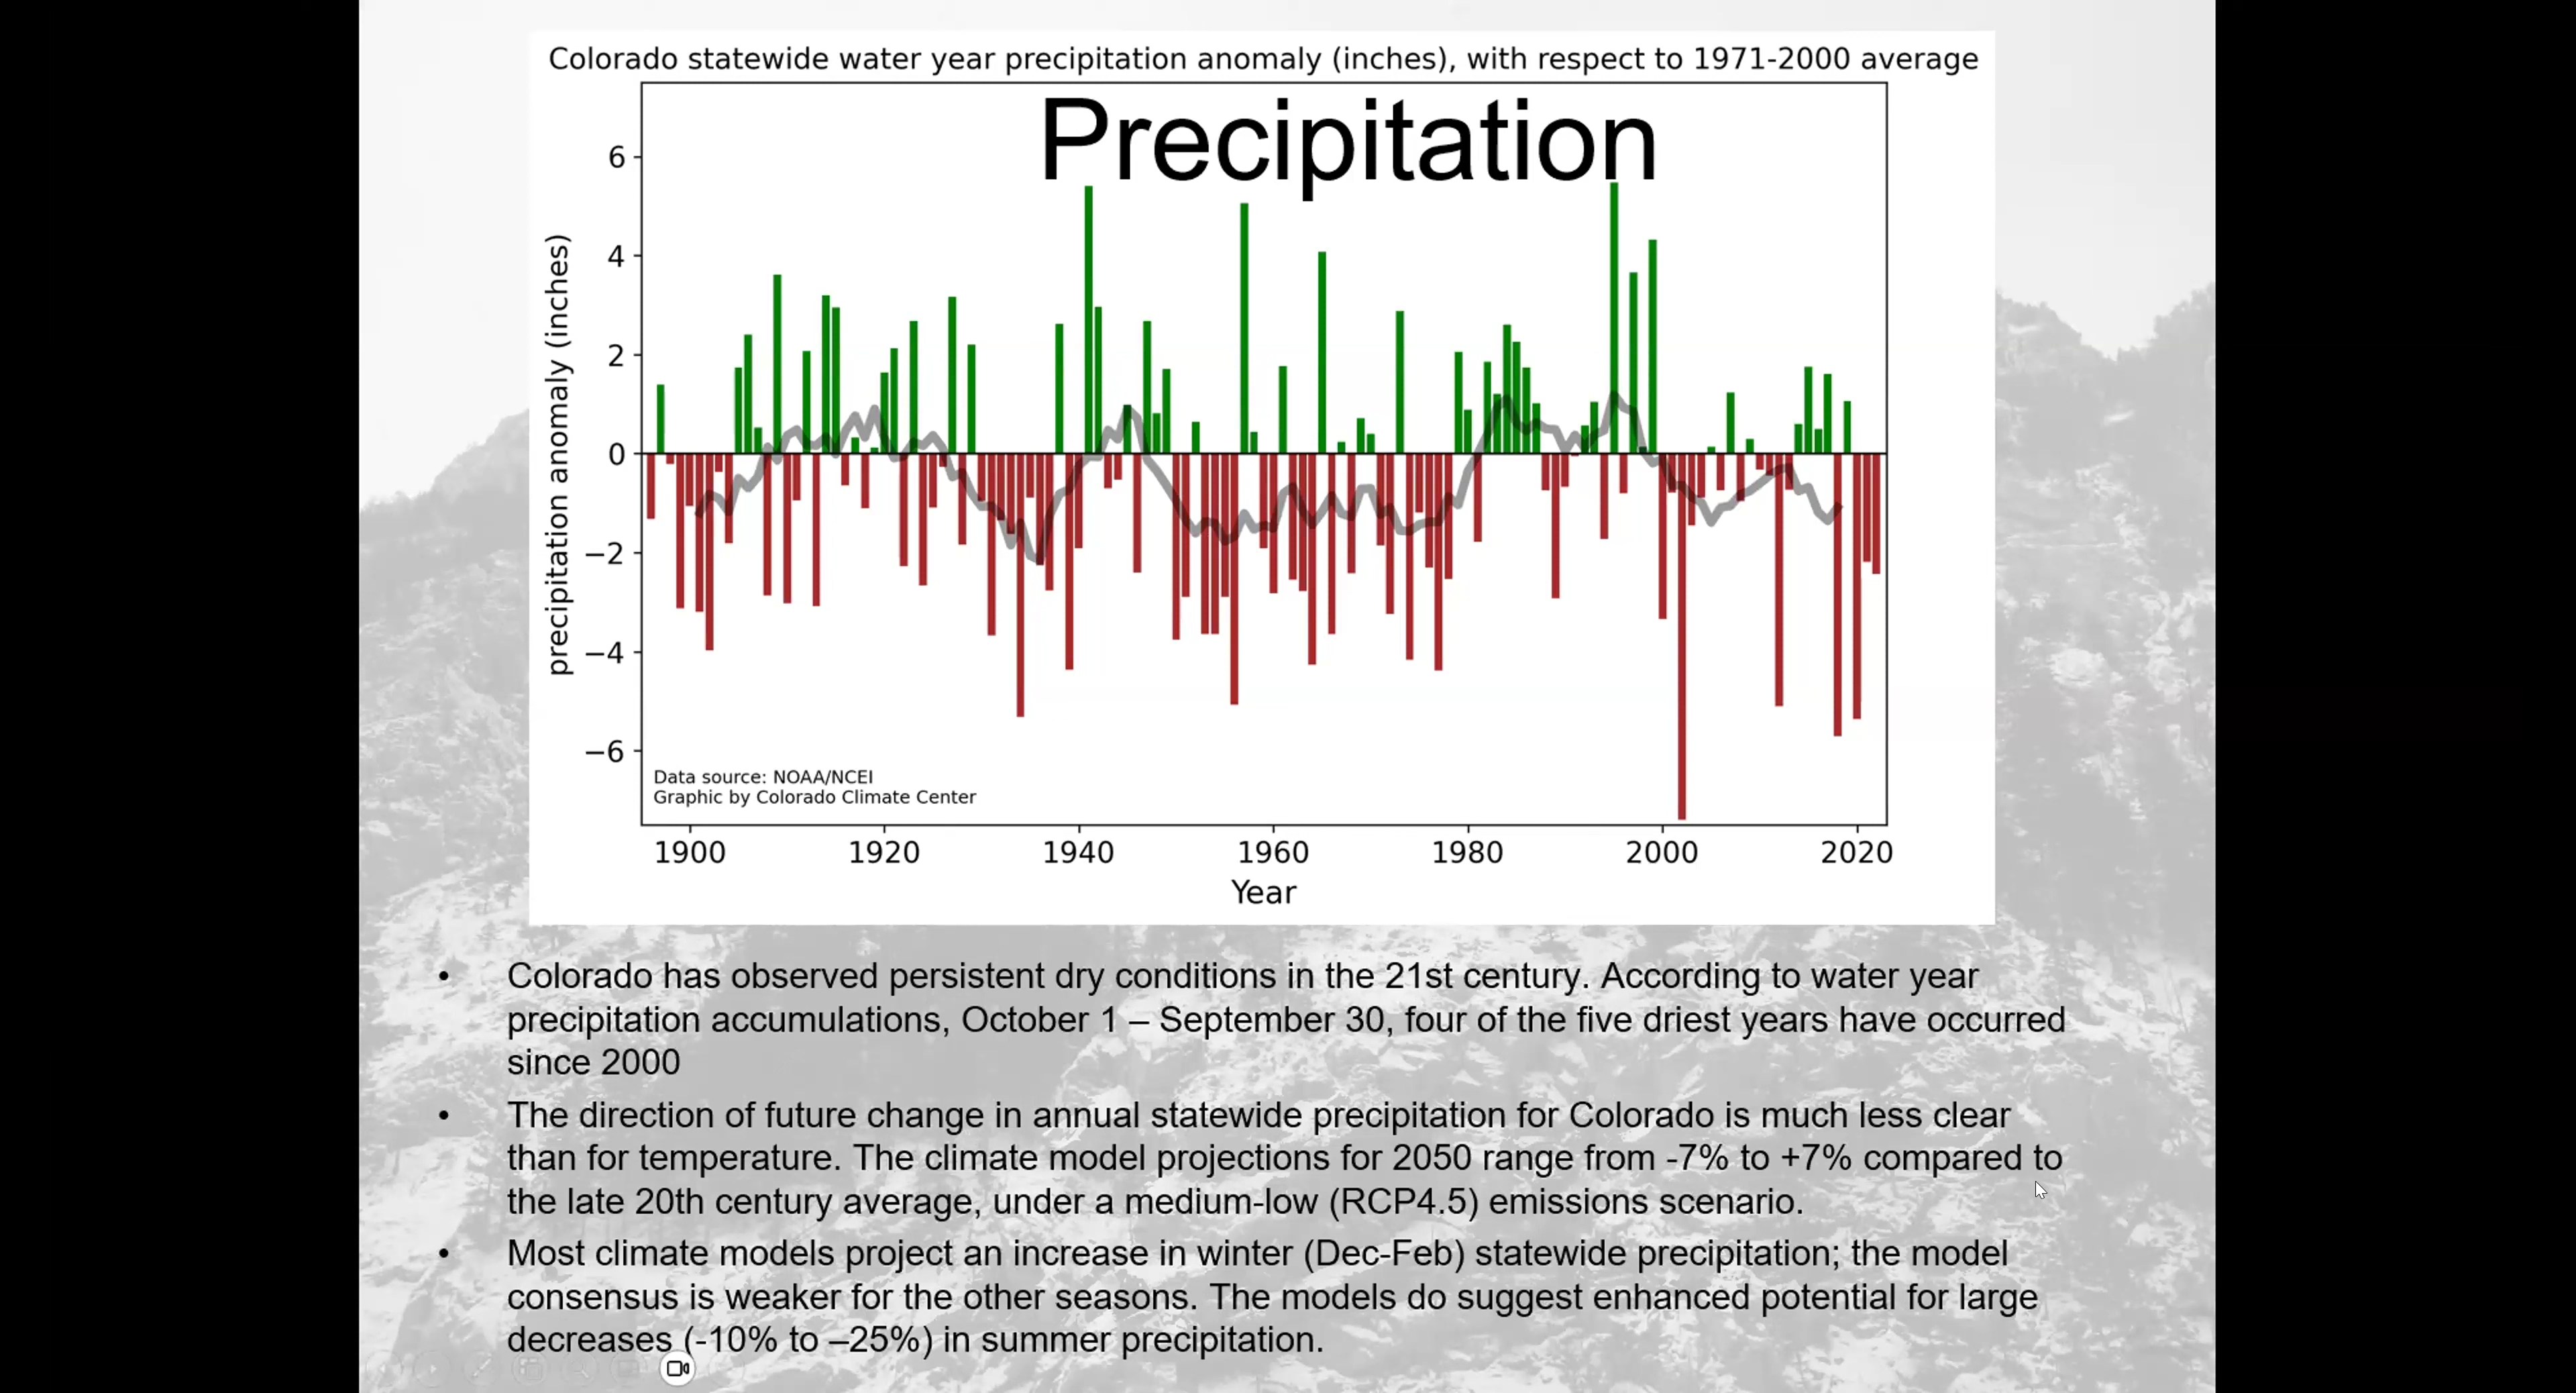 Colorado statewide water year precipitation anomaly (inches), with respect to 1971-2000 average
Precipitation
precipitation anomaly (inches)
6
4
2
0
−2
−4
−6
Data source: NOAA/NCEI
Graphic by Colorado Climate Center
1900 1920 1940 1960 1980 2000 2020
Year
• Colorado has observed persistent dry conditions in the 21st century. According to water year
precipitation accumulations, October 1 – September 30, four of the five driest years have occurred
since 2000
• The direction of future change in annual statewide precipitation for Colorado is much less clear
than for temperature. The climate model projections for 2050 range from -7% to +7% compared to
the late 20th century average, under a medium-low (RCP4.5) emissions scenario.
• Most climate models project an increase in winter (Dec-Feb) statewide precipitation; the model
consensus is weaker for the other seasons. The models do suggest enhanced potential for large
decreases (-10% to –25%) in summer precipitation.